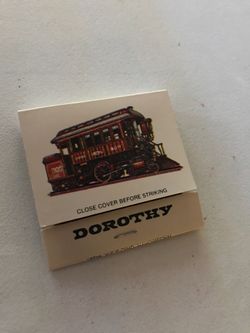 CLOSE COVER BEFORE STRIKING
DOROTHY